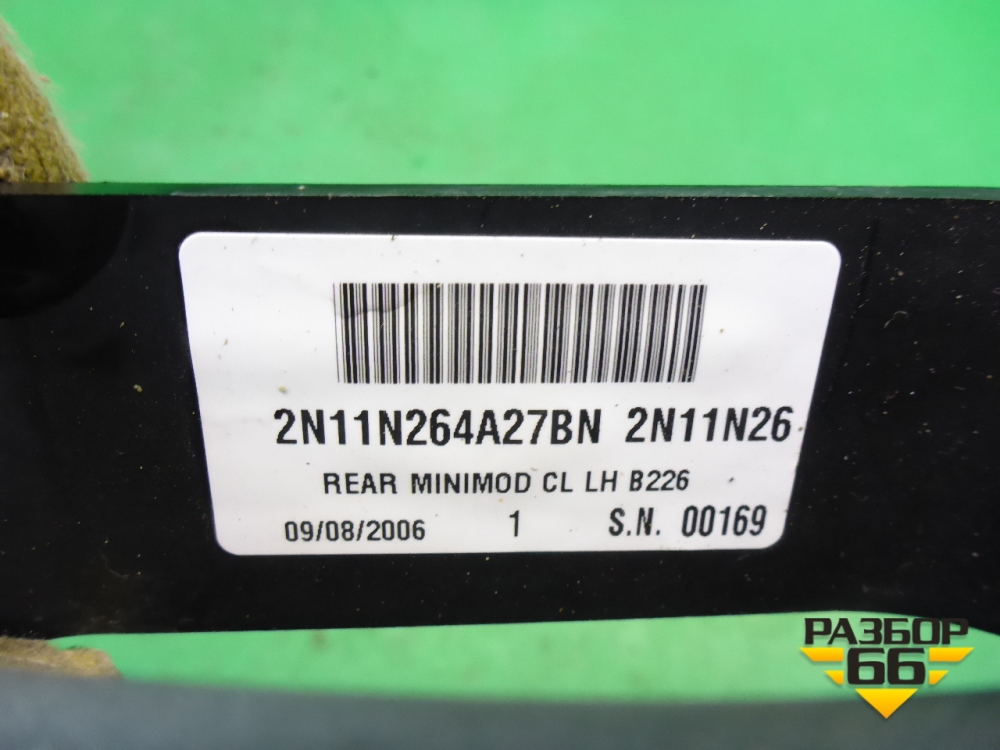 2N11N264A27BN 2N11N26
REAR MINIMOD CL LH B226
09/08/2006 1 S.N. 00169
РАЗБОР
66